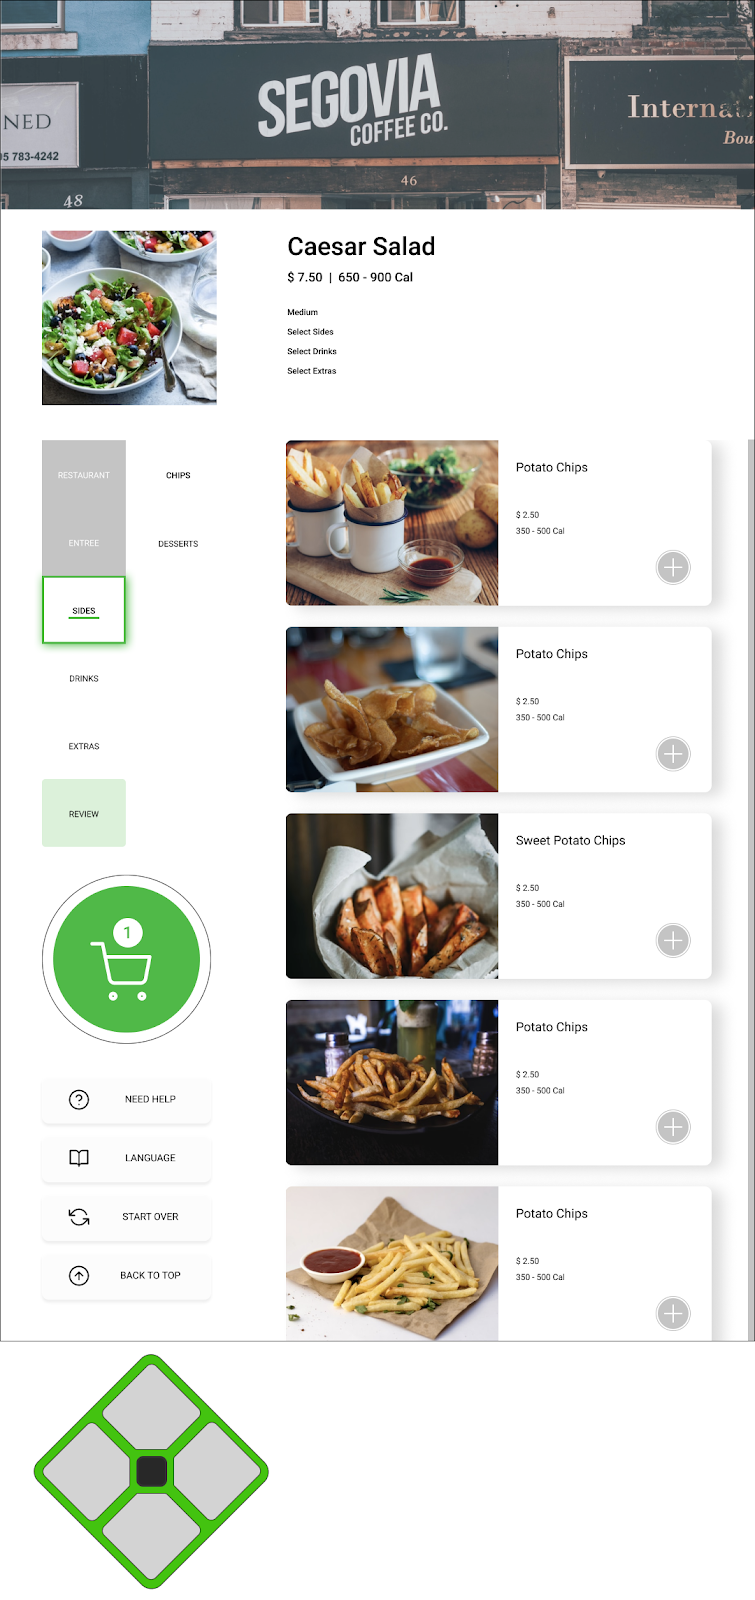 NED
95 783-4242
48
SEGOVIA
COFFEE CO.
46
Internat
Bou
Caesar Salad
$ 7.50 | 650 - 900 Cal
Medium
Select Sides
Select Drinks
Select Extras
RESTAURANT
CHIPS
ENTREE
DESSERTS
SIDES
DRINKS
EXTRAS
REVIEW
1
NEED HELP
LANGUAGE
START OVER
BACK TO TOP
Potato Chips
$ 2.50
350 - 500 Cal
Potato Chips
$ 2.50
350 - 500 Cal
Sweet Potato Chips
$ 2.50
350 - 500 Cal
Potato Chips
$ 2.50
350 - 500 Cal
Potato Chips
$ 2.50
350 - 500 Cal